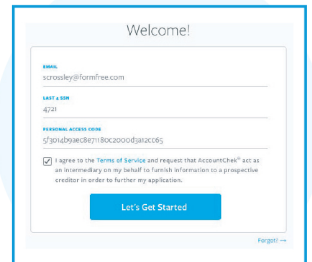 Welcome!
EMAIL
scrossley@formfree.com
LAST 4 SSN
4721
PERSONAL ACCESS CODE
I agree to the Terms of Service and request that AccountChek® act as
an intermediary on my behalf to furnish information to a prospective
creditor in order to further my application.
Let's Get Started
Forgot? →